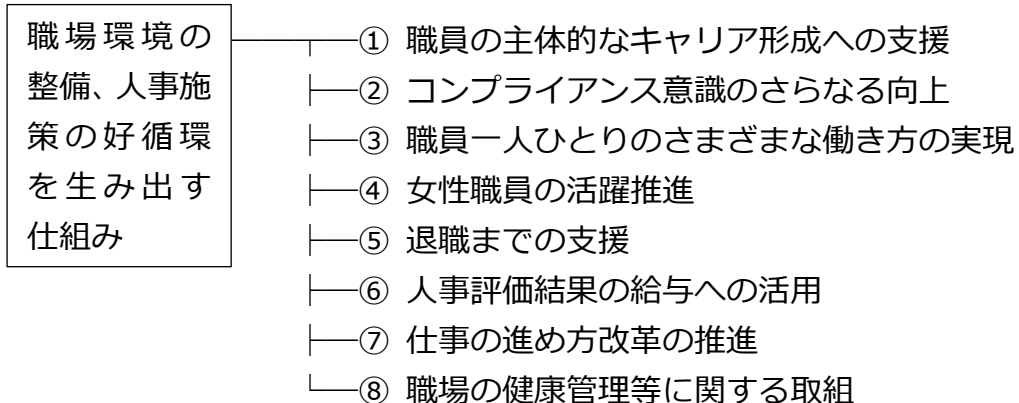 職場環境の
整備、人事施
策の好循環
を生み出す
仕組み
① 職員の主体的なキャリア形成への支援
② コンプライアンス意識のさらなる向上
③ 職員一人ひとりのさまざまな働き方の実現
④ 女性職員の活躍推進
⑤ 退職までの支援
⑥ 人事評価結果の給与への活用
⑦ 仕事の進め方改革の推進
⑧ 職場の健康管理等に関する取組